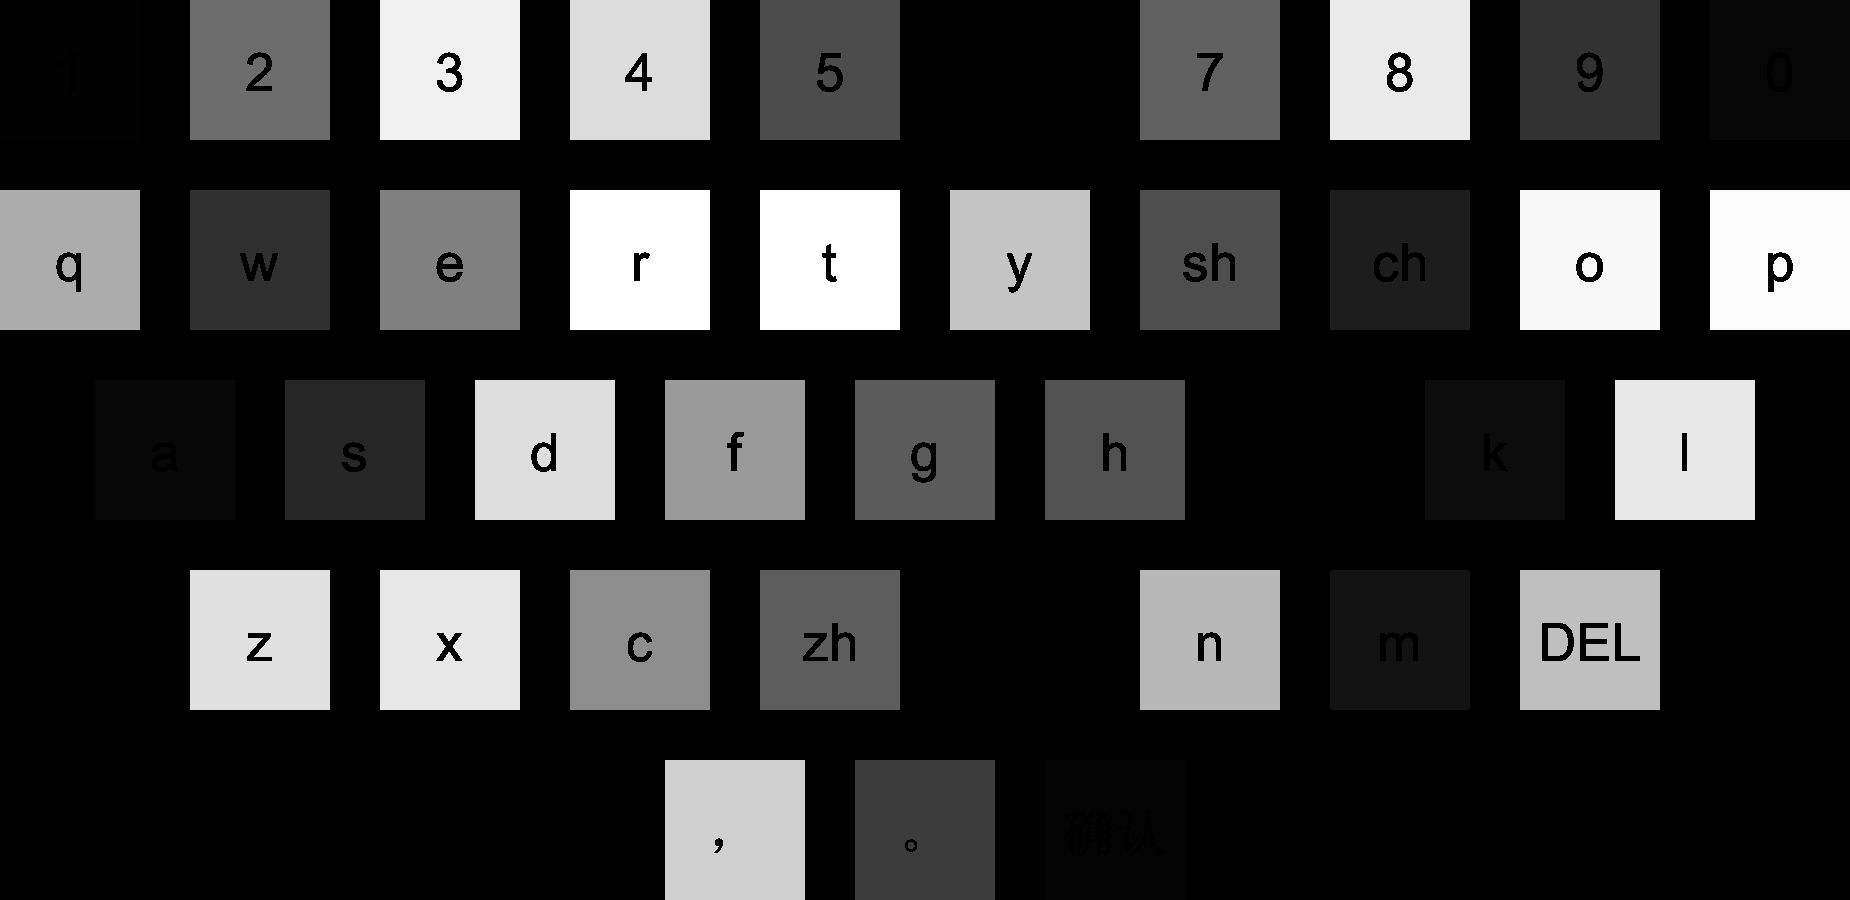 1 2 3 4 5 7 8 9 0
q w e r t y sh ch o p
a s d f g h k l
z x c zh n m DEL
， 。 确认